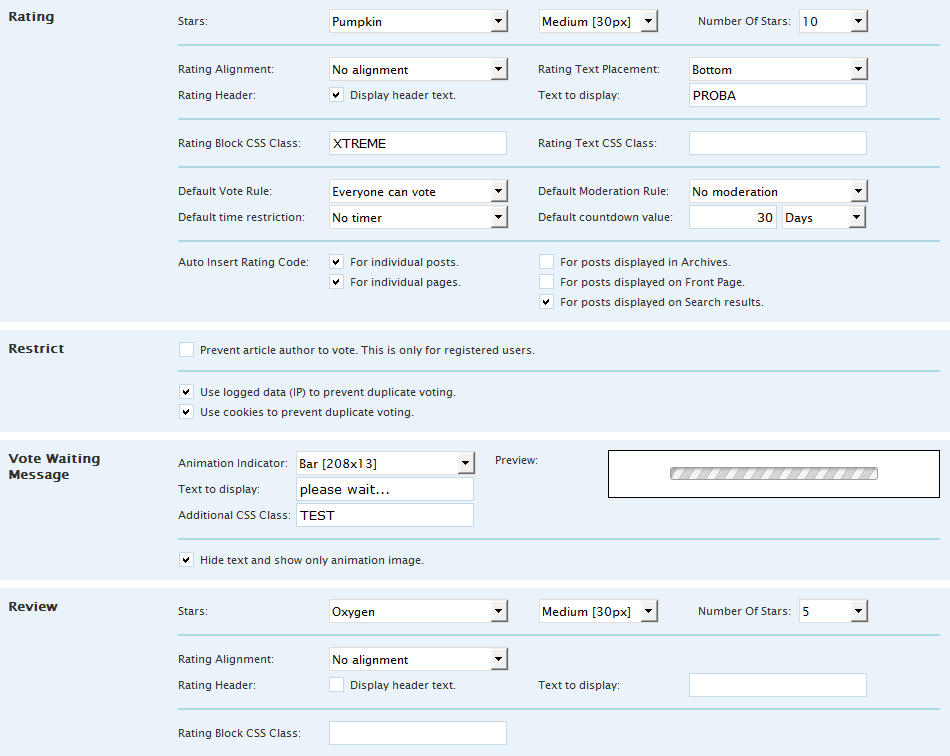 Rating
Stars: Pumpkin Medium [30px] Number Of Stars: 10
Rating Alignment: No alignment Rating Text Placement: Bottom
Rating Header: Display header text. Text to display: PROBA
Rating Block CSS Class: XTREME Rating Text CSS Class:
Default Vote Rule: Everyone can vote Default Moderation Rule: No moderation
Default time restriction: No timer Default countdown value: 30 Days
Auto Insert Rating Code: For individual posts. For posts displayed in Archives.
For individual pages. For posts displayed on Front Page.
For posts displayed on Search results.
Restrict
Prevent article author to vote. This is only for registered users.
Use logged data (IP) to prevent duplicate voting.
Use cookies to prevent duplicate voting.
Vote Waiting
Message
Animation Indicator: Bar [208x13] Preview:
Text to display: please wait...
Additional CSS Class: TEST
Hide text and show only animation image.
Review
Stars: Oxygen Medium [30px] Number Of Stars: 5
Rating Alignment: No alignment
Rating Header: Display header text. Text to display:
Rating Block CSS Class: